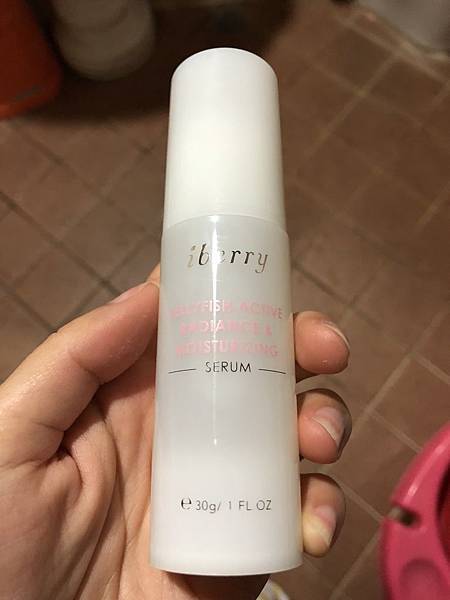 iberry
JELLYFISH ACTIVE
RADIANCE &
MOISTURIZING
SERUM
℮ 30g/ 1 FL OZ